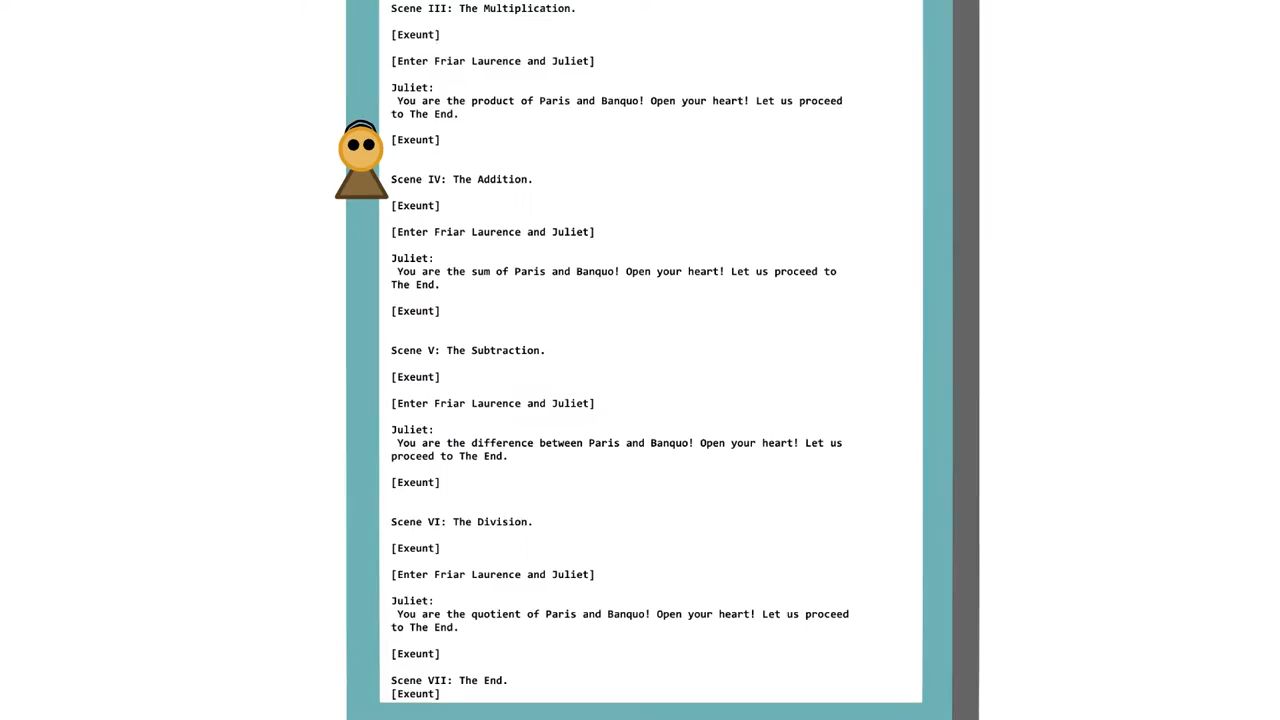 Scene III: The Multiplication.
[Exeunt]
[Enter Friar Laurence and Juliet]
Juliet:
You are the product of Paris and Banquo! Open your heart! Let us proceed
to The End.
[Exeunt]
Scene IV: The Addition.
[Exeunt]
[Enter Friar Laurence and Juliet]
Juliet:
You are the sum of Paris and Banquo! Open your heart! Let us proceed to
The End.
[Exeunt]
Scene V: The Subtraction.
[Exeunt]
[Enter Friar Laurence and Juliet]
Juliet:
You are the difference between Paris and Banquo! Open your heart! Let us
proceed to The End.
[Exeunt]
Scene VI: The Division.
[Exeunt]
[Enter Friar Laurence and Juliet]
Juliet:
You are the quotient of Paris and Banquo! Open your heart! Let us proceed
to The End.
[Exeunt]
Scene VII: The End.
[Exeunt]